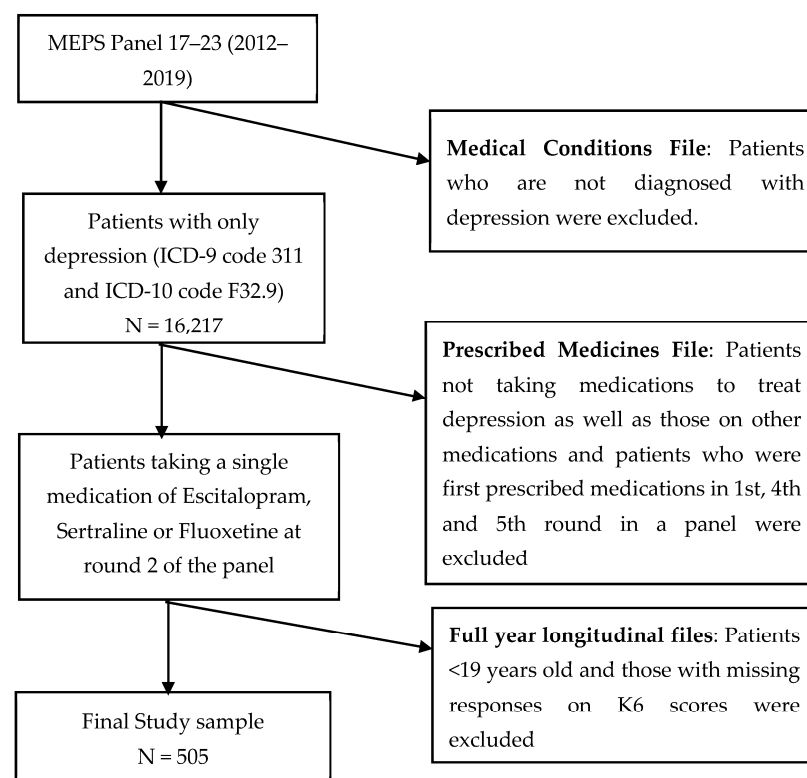 MEPS Panel 17–23 (2012–
2019)
Medical Conditions File: Patients
who are not diagnosed with
depression were excluded.
Patients with only
depression (ICD-9 code 311
and ICD-10 code F32.9)
N = 16,217
Prescribed Medicines File: Patients
not taking medications to treat
depression as well as those on other
medications and patients who were
first prescribed medications in 1st, 4th
and 5th round in a panel were
excluded
Patients taking a single
medication of Escitalopram,
Sertraline or Fluoxetine at
round 2 of the panel
Full year longitudinal files: Patients
<19 years old and those with missing
responses on K6 scores were
excluded
Final Study sample
N = 505